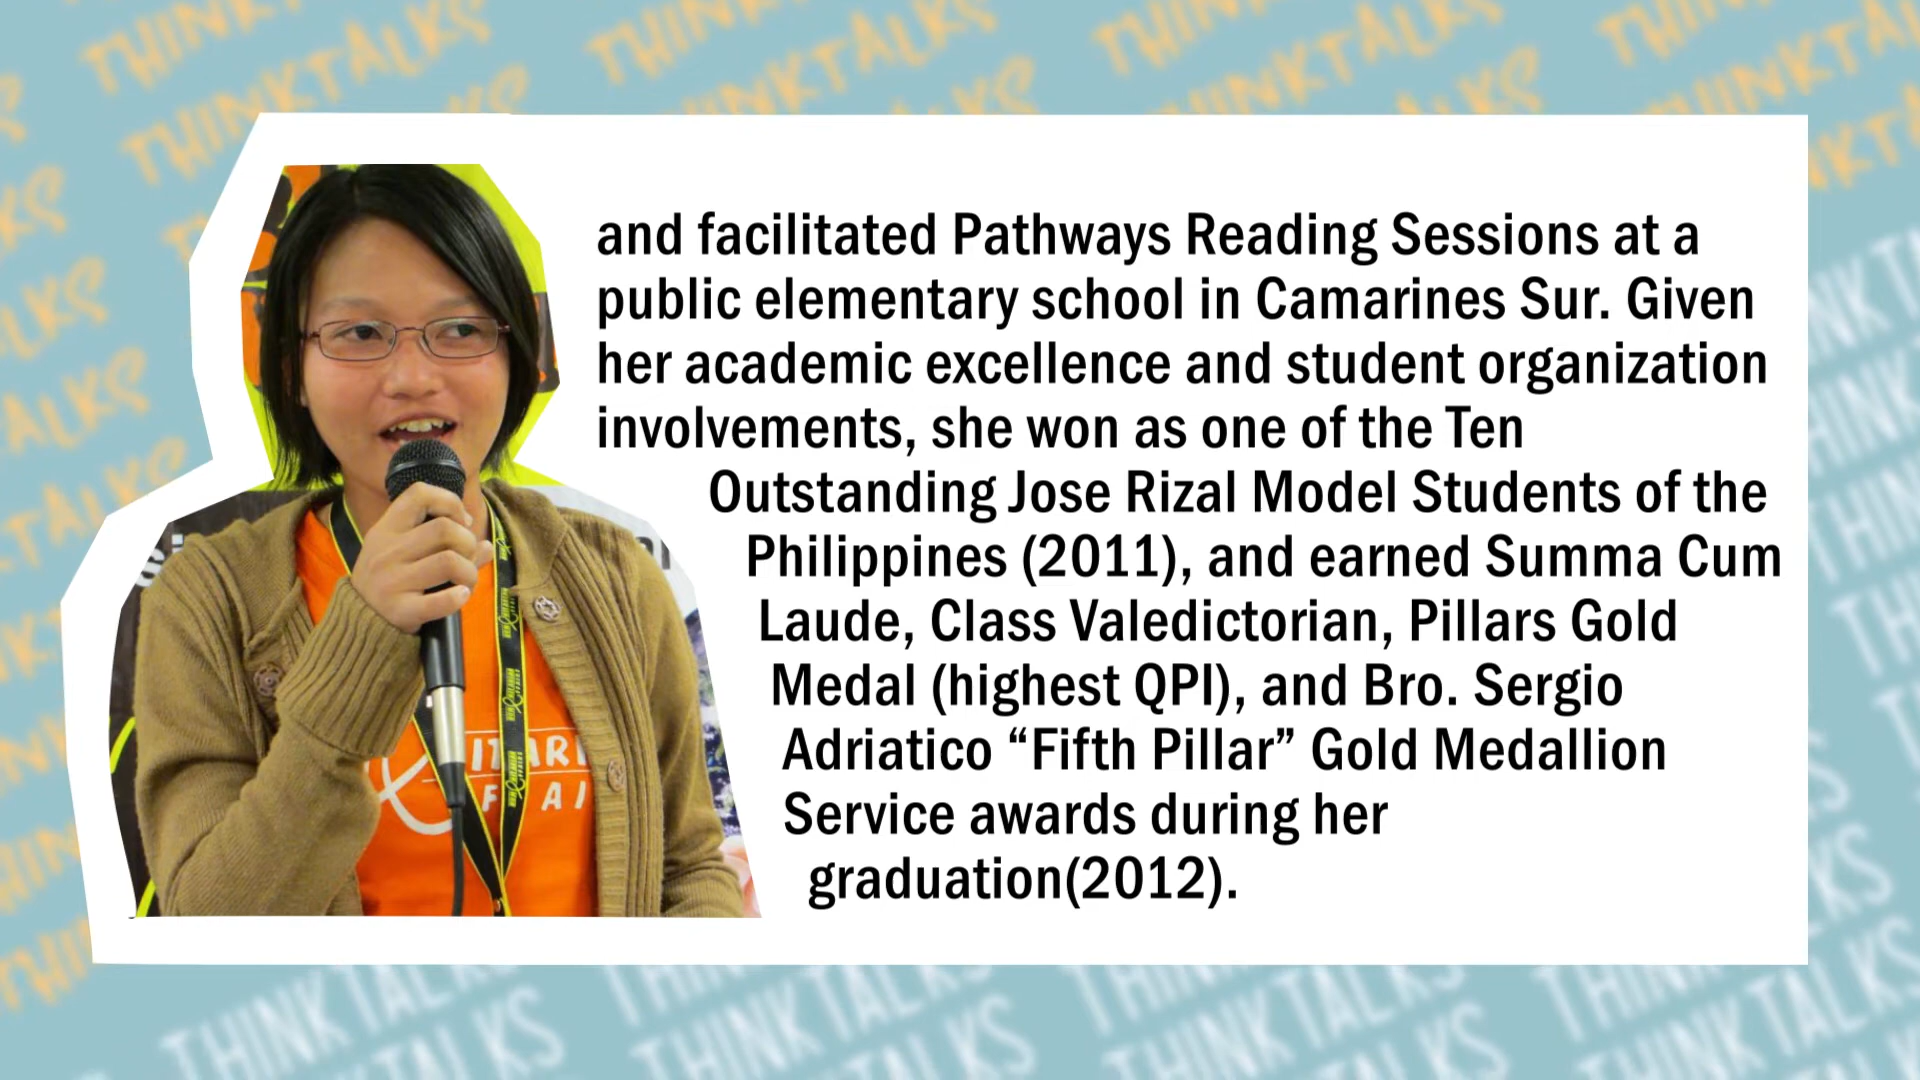 THINKTALKS
and facilitated Pathways Reading Sessions at a
public elementary school in Camarines Sur. Given
her academic excellence and student organization
involvements, she won as one of the Ten
Outstanding Jose Rizal Model Students of the
Philippines (2011), and earned Summa Cum
Laude, Class Valedictorian, Pillars Gold
Medal (highest QPI), and Bro. Sergio
Adriatico “Fifth Pillar” Gold Medallion
Service awards during her
graduation(2012).
THINKTALKS